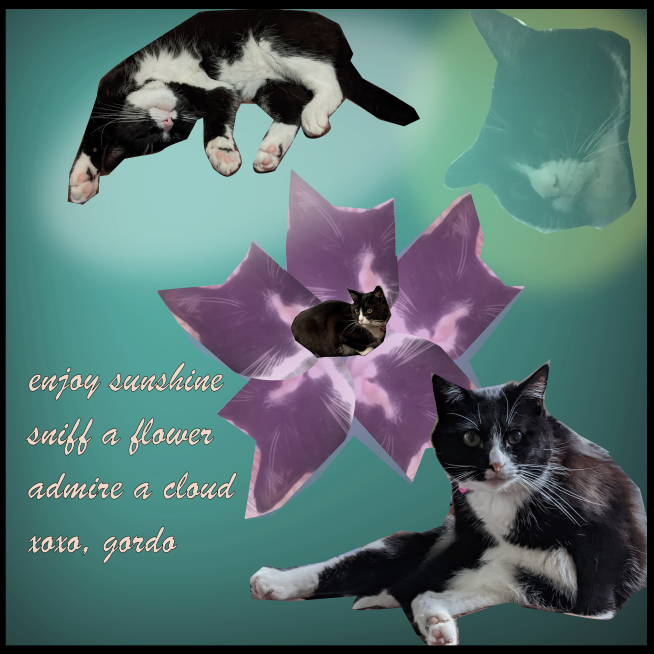 enjoy sunshine
sniff a flower
admire a cloud
xoxo, gordo